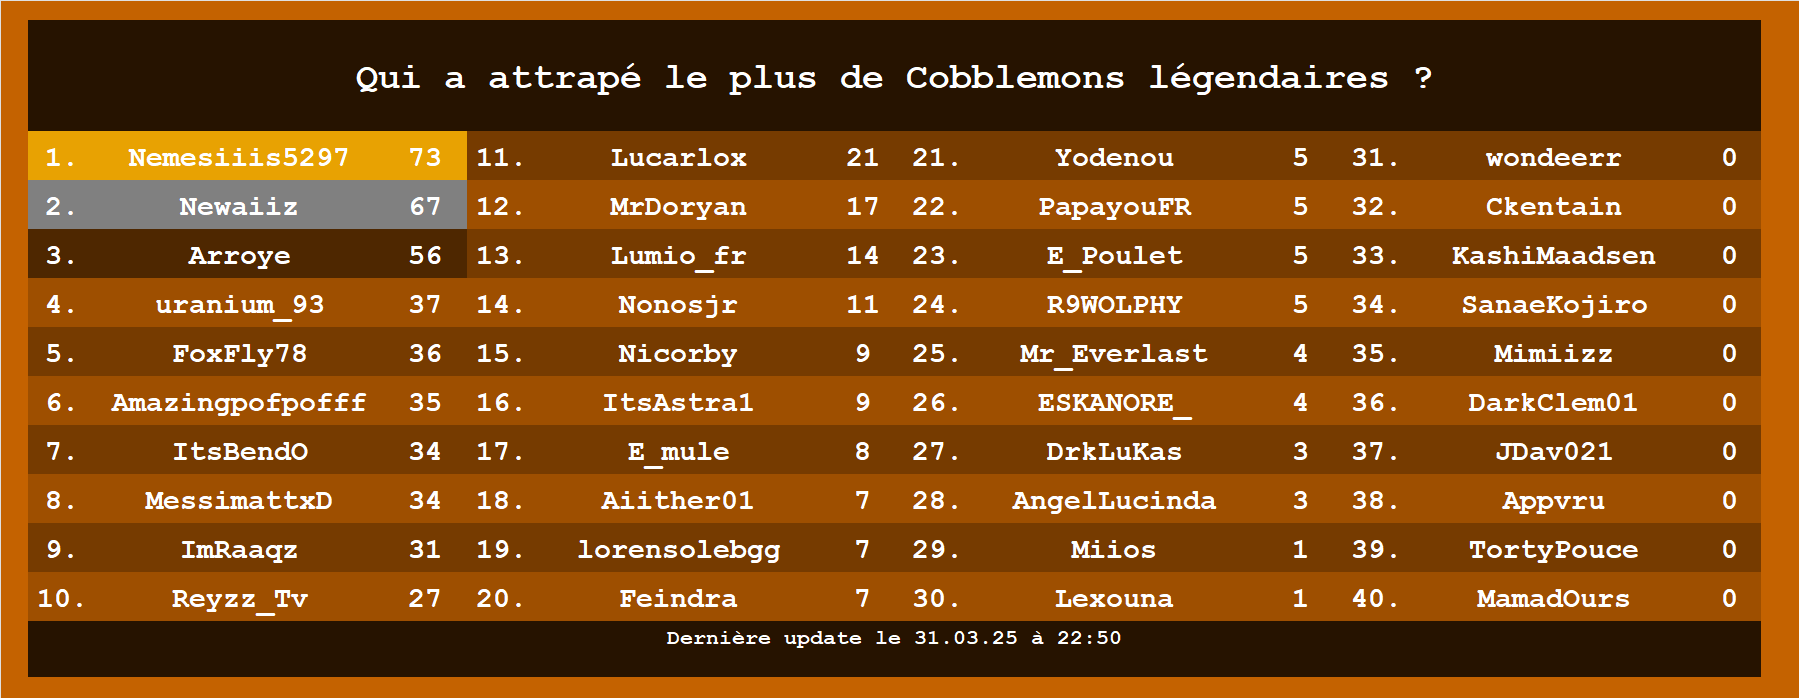 Qui a attrapé le plus de Cobblemons légendaires ?
1. Nemesiiis5297 73 11. Lucarlox 21 21. Yodenou 5 31. wondeerr 0
2. Newaiiz 67 12. MrDoryan 17 22. PapayouFR 5 32. Ckentain 0
3. Arroye 56 13. Lumio_fr 14 23. E_Poulet 5 33. KashiMaadsen 0
4. uranium_93 37 14. Nonosjr 11 24. R9WOLPHY 5 34. SanaeKojiro 0
5. FoxFly78 36 15. Nicorby 9 25. Mr_Everlast 4 35. Mimiizz 0
6. Amazingpofpofff 35 16. ItsAstra1 9 26. ESKANORE_ 4 36. DarkClem01 0
7. ItsBendO 34 17. E_mule 8 27. DrkLuKas 3 37. JDav021 0
8. MessimattxD 34 18. Aiither01 7 28. AngelLucinda 3 38. Appvru 0
9. ImRaaqz 31 19. lorensolebgg 7 29. Miios 1 39. TortyPouce 0
10. Reyzz_Tv 27 20. Feindra 7 30. Lexouna 1 40. MamadOurs 0
Dernière update le 31.03.25 à 22:50